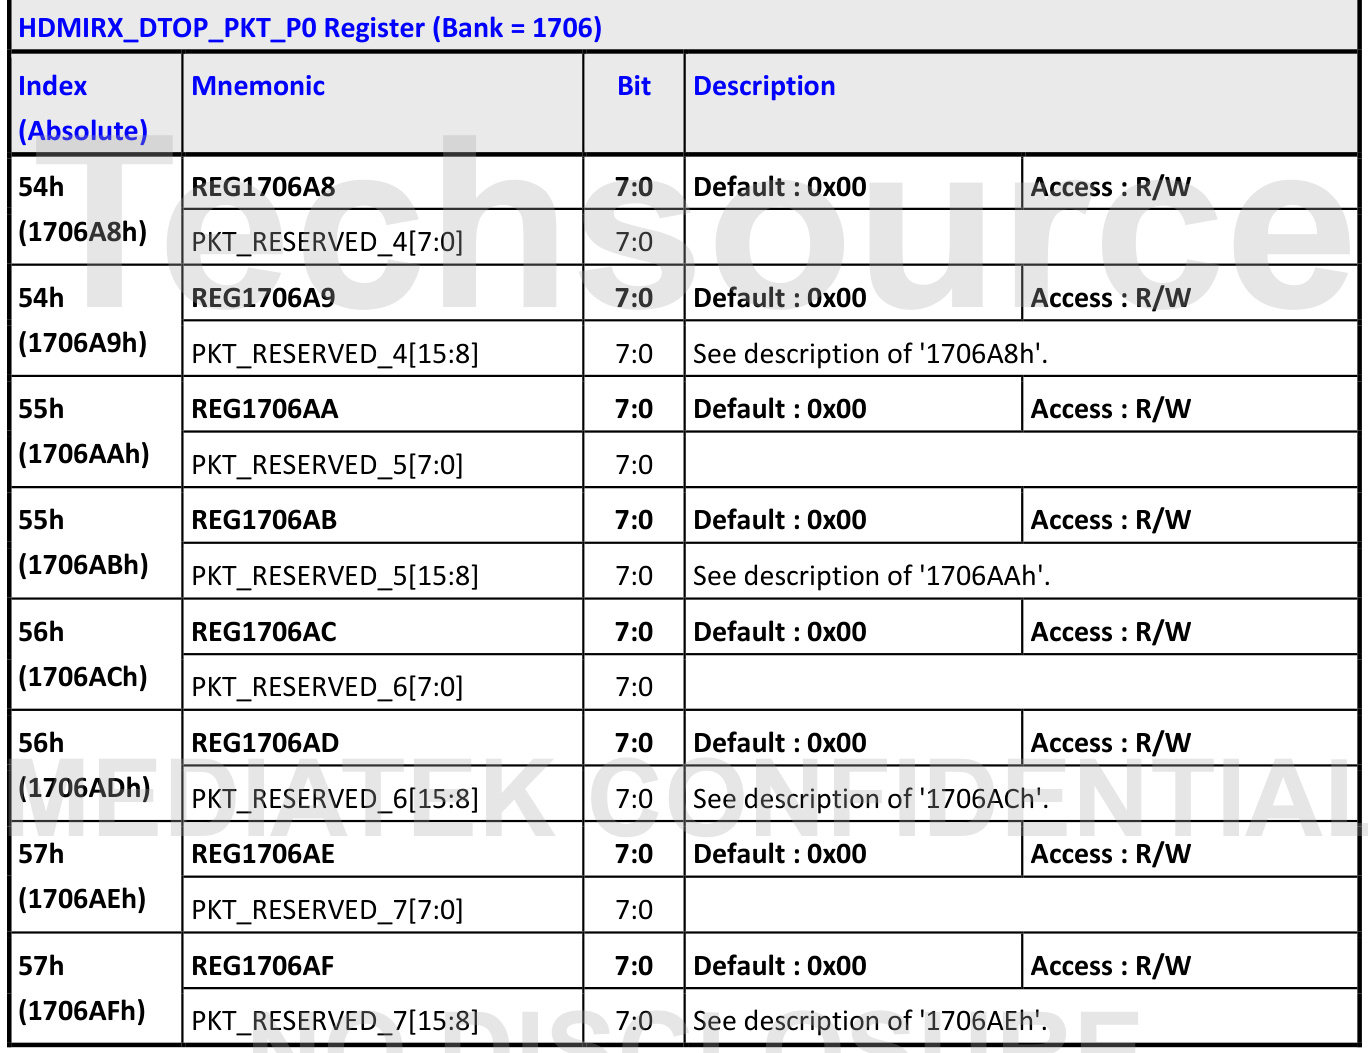 HDMIRX_DTOP_PKT_P0 Register (Bank = 1706)
Index (Absolute) Mnemonic Bit Description
54h (1706A8h) REG1706A8 7:0 Default : 0x00 Access : R/W
PKT_RESERVED_4[7:0] 7:0
54h (1706A9h) REG1706A9 7:0 Default : 0x00 Access : R/W
PKT_RESERVED_4[15:8] 7:0 See description of '1706A8h'.
55h (1706AAh) REG1706AA 7:0 Default : 0x00 Access : R/W
PKT_RESERVED_5[7:0] 7:0
55h (1706ABh) REG1706AB 7:0 Default : 0x00 Access : R/W
PKT_RESERVED_5[15:8] 7:0 See description of '1706AAh'.
56h (1706ACh) REG1706AC 7:0 Default : 0x00 Access : R/W
PKT_RESERVED_6[7:0] 7:0
56h (1706ADh) REG1706AD 7:0 Default : 0x00 Access : R/W
PKT_RESERVED_6[15:8] 7:0 See description of '1706ACh'.
57h (1706AEh) REG1706AE 7:0 Default : 0x00 Access : R/W
PKT_RESERVED_7[7:0] 7:0
57h (1706AFh) REG1706AF 7:0 Default : 0x00 Access : R/W
PKT_RESERVED_7[15:8] 7:0 See description of '1706AEh'.
Techsource
MEDIATEK CONFIDENTIAL
NO DISCLOSURE